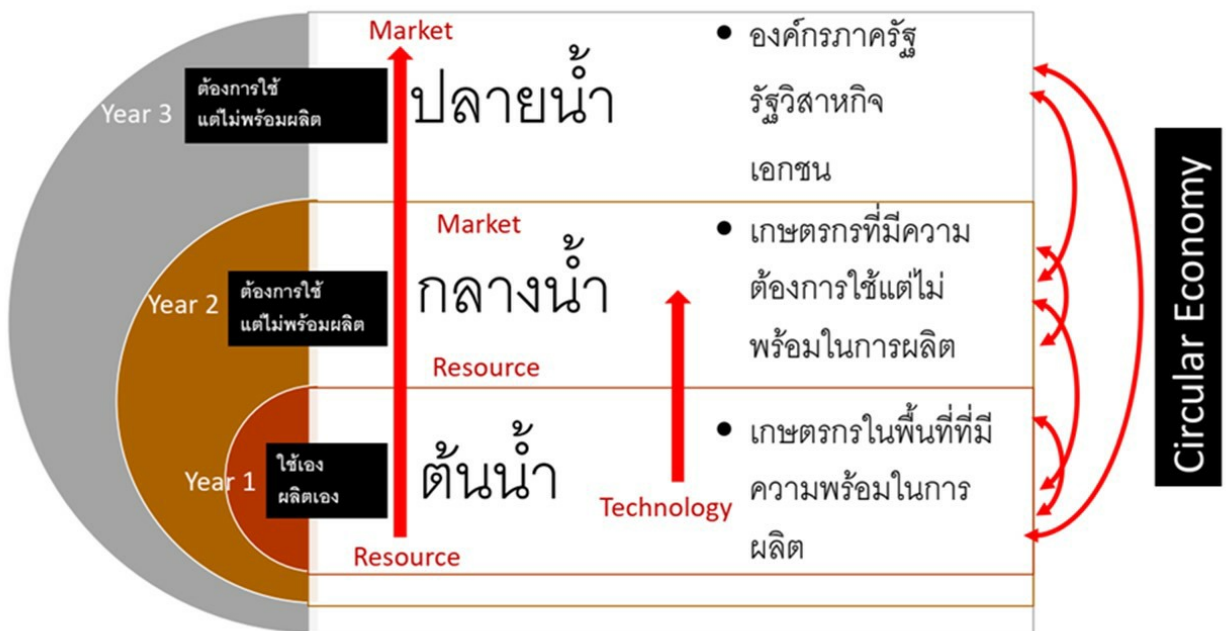 Market
Year 3
ต้องการใช้
แต่ไม่พร้อมผลิต
ปลายน้ำ
• องค์กรภาครัฐ
รัฐวิสาหกิจ
เอกชน
Market
Year 2
ต้องการใช้
แต่ไม่พร้อมผลิต
กลางน้ำ
Resource
• เกษตรกรที่มีความ
ต้องการใช้แต่ไม่
พร้อมในการผลิต
Year 1
ใช้เอง
ผลิตเอง
ต้นน้ำ
Resource
Technology
• เกษตรกรในพื้นที่ที่มี
ความพร้อมในการ
ผลิต
Circular Economy